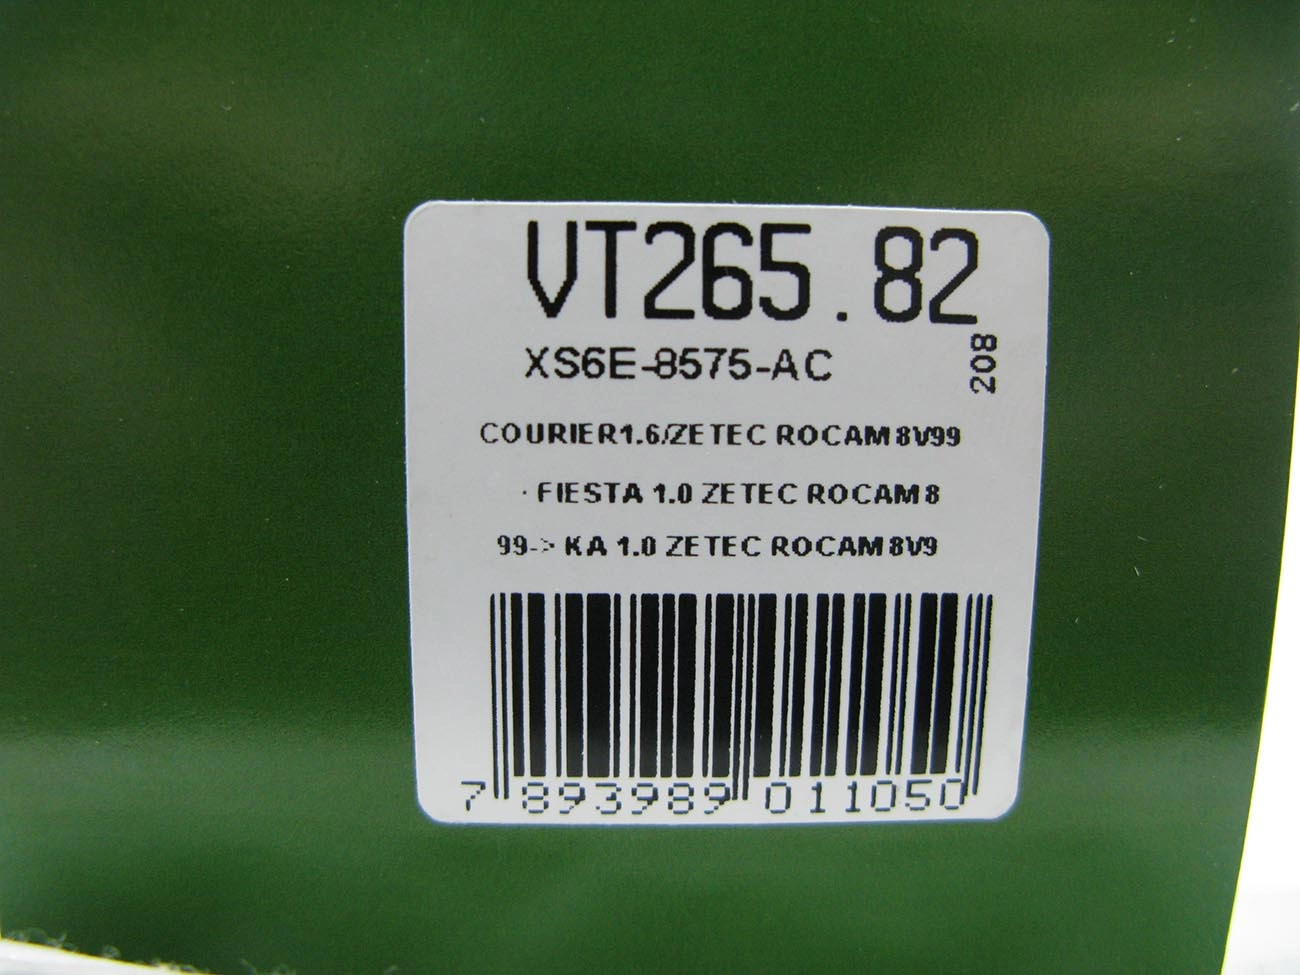 VT265.82
208
XS6E-8575-AC
COURIER1.6/ZETEC ROCAM 8V99
· FIESTA 1.0 ZETEC ROCAM 8
99-> KA 1.0 ZETEC ROCAM 8V9
7 893989 011050